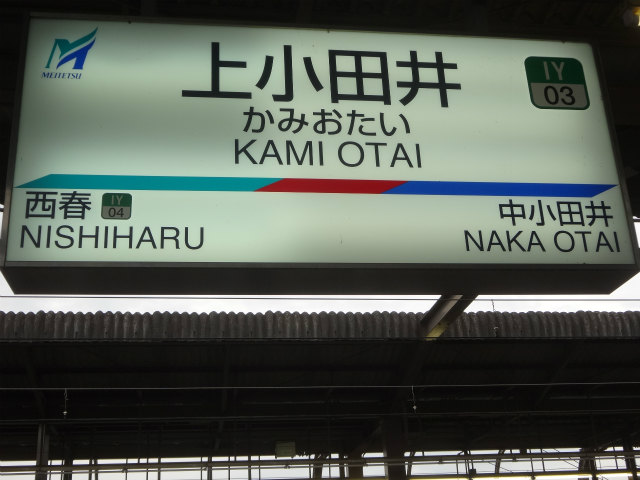 MEITETSU
上小田井
IY
03
かみおたい
KAMI OTAI
西春
IY
04
NISHIHARU
中小田井
NAKA OTAI